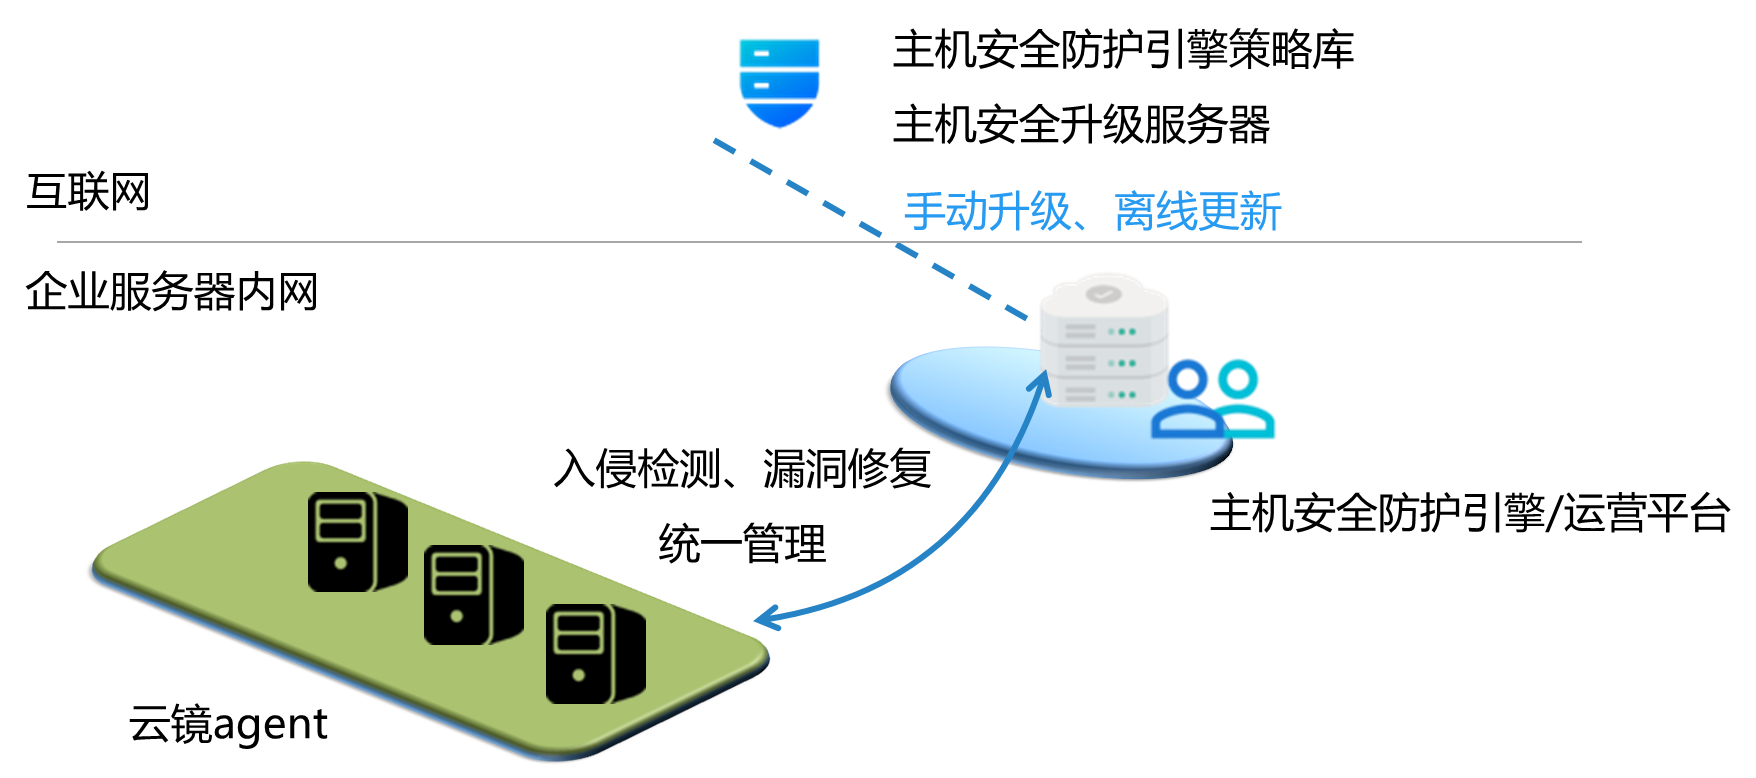 主机安全防护引擎策略库
主机安全升级服务器
互联网
手动升级、离线更新
企业服务器内网
入侵检测、漏洞修复
统一管理
主机安全防护引擎/运营平台
云镜agent